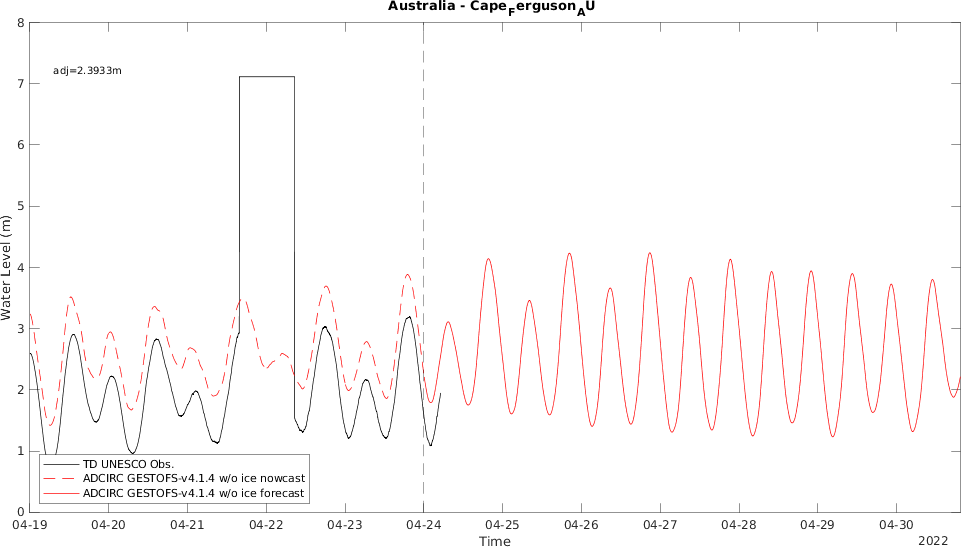 Australia - Cape_Ferguson_AU
8
adj=2.3933m
7
6
5
4
3
2
1
0
Water Level (m)
TD UNESCO Obs.
ADCIRC GESTOFS-v4.1.4 w/o ice nowcast
ADCIRC GESTOFS-v4.1.4 w/o ice forecast
04-19 04-20 04-21 04-22 04-23 04-24 04-25 04-26 04-27 04-28 04-29 04-30
Time
2022